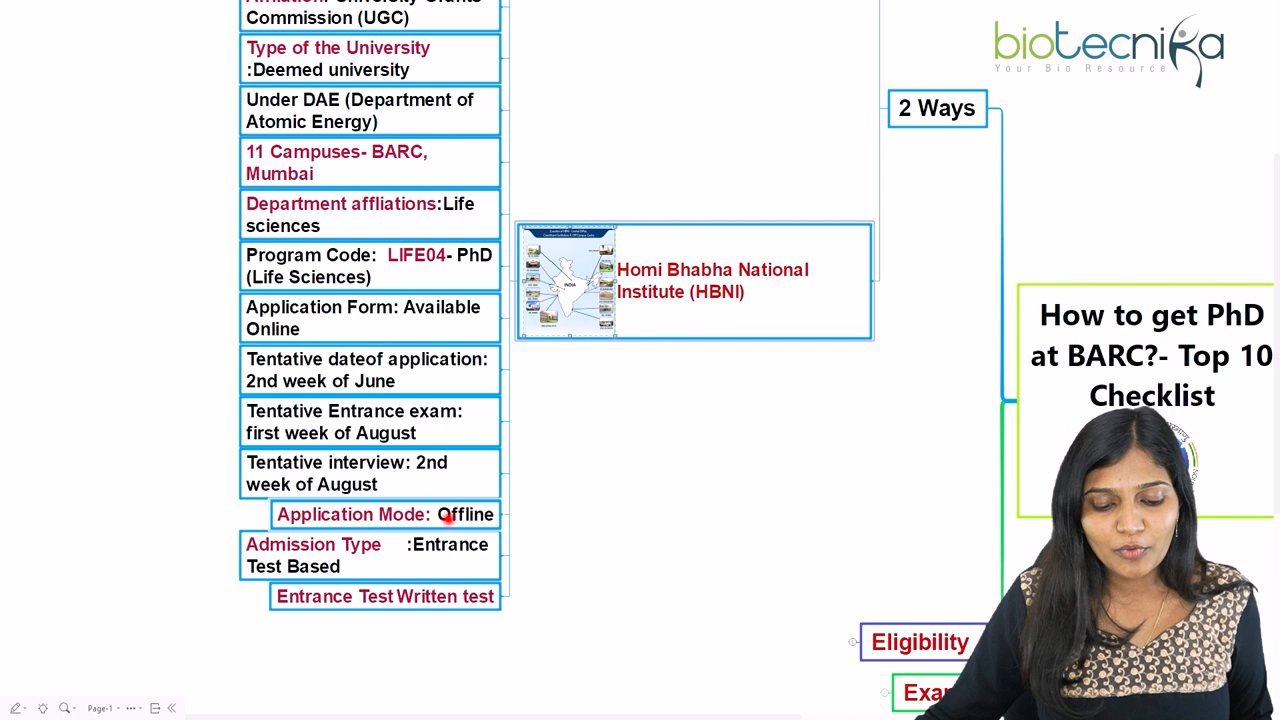 Affiliation: University Grants
Commission (UGC)
Type of the University
:Deemed university
Under DAE (Department of
Atomic Energy)
11 Campuses- BARC,
Mumbai
Department affliations:Life
sciences
Program Code: LIFE04- PhD
(Life Sciences)
Application Form: Available
Online
Tentative dateof application:
2nd week of June
Tentative Entrance exam:
first week of August
Tentative interview: 2nd
week of August
Application Mode: Offline
Admission Type :Entrance
Test Based
Entrance Test Written test
INDIA
Homi Bhabha National
Institute (HBNI)
biotecnika
Your Bio Resource
2 Ways
How to get PhD
at BARC?- Top 10
Checklist
Eligibility
Page-1